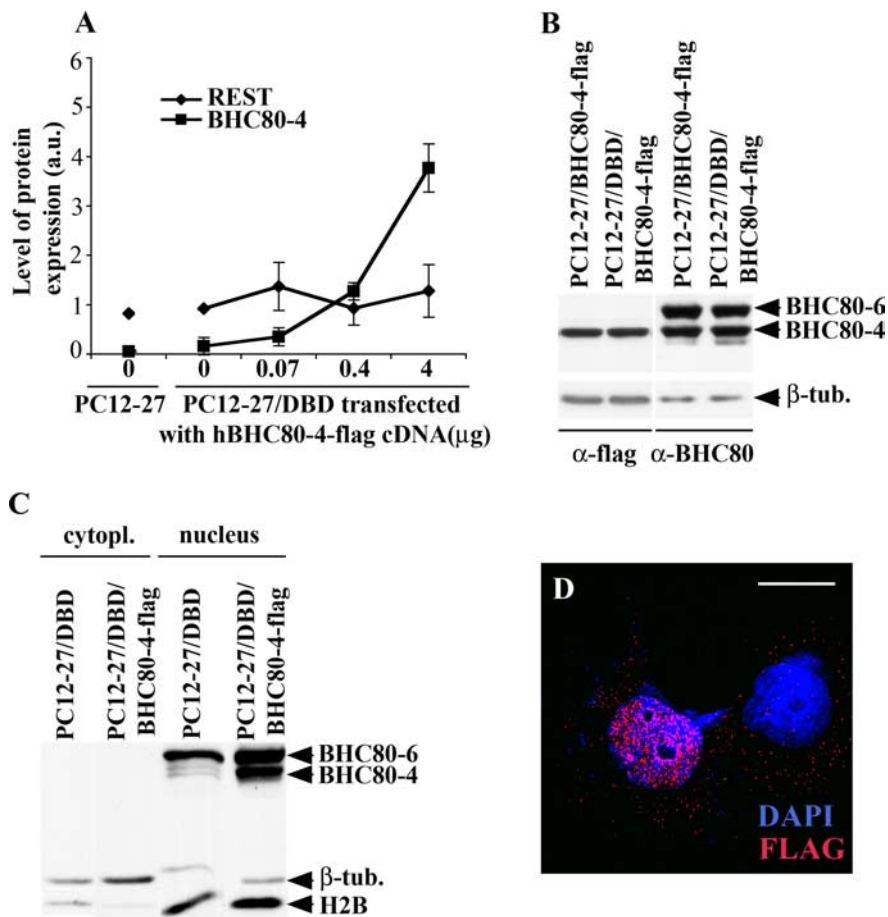 A
REST
BHC80-4
Level of protein
expression (a.u.)
5
4
3
2
1
0
0 0 0.07 0.4 4
PC12-27 PC12-27/DBD transfected
with hBHC80-4-flag cDNA(μg)
B
PC12-27/BHC80-4-flag
PC12-27/DBD/
BHC80-4-flag
PC12-27/BHC80-4-flag
PC12-27/DBD/
BHC80-4-flag
BHC80-6
BHC80-4
β-tub.
α-flag α-BHC80
C
cytopl. nucleus
PC12-27/DBD
PC12-27/DBD/
BHC80-4-flag
PC12-27/DBD
PC12-27/DBD/
BHC80-4-flag
BHC80-6
BHC80-4
β-tub.
H2B
D
DAPI
FLAG